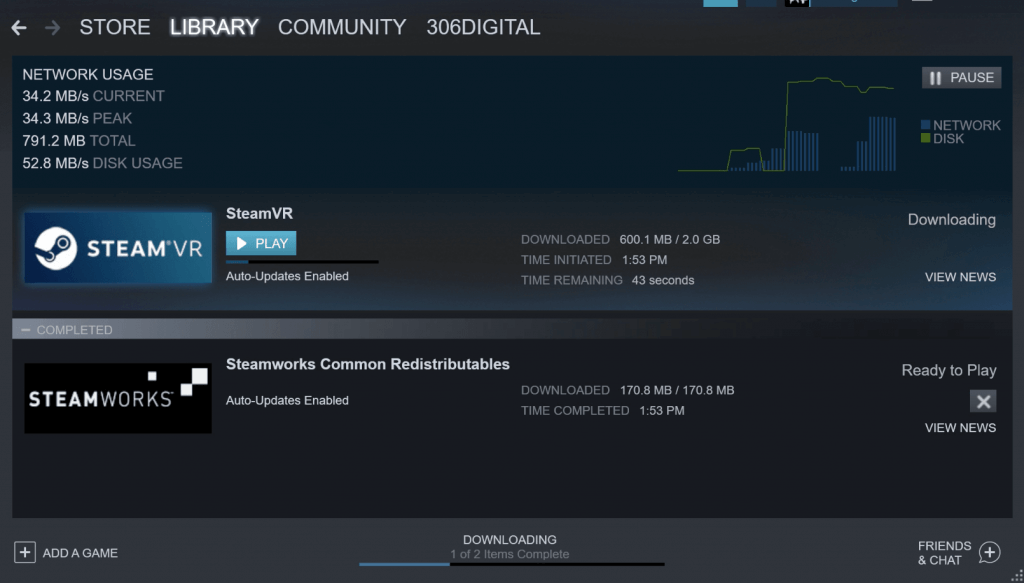 STORE LIBRARY COMMUNITY 306DIGITAL
NETWORK USAGE
34.2 MB/s CURRENT
34.3 MB/s PEAK
791.2 MB TOTAL
52.8 MB/s DISK USAGE
PAUSE
NETWORK
DISK
STEAM®VR
SteamVR
PLAY
Auto-Updates Enabled
DOWNLOADED 600.1 MB / 2.0 GB
TIME INITIATED 1:53 PM
TIME REMAINING 43 seconds
Downloading
VIEW NEWS
COMPLETED
STEAMWORKS™
Steamworks Common Redistributables
Auto-Updates Enabled
DOWNLOADED 170.8 MB / 170.8 MB
TIME COMPLETED 1:53 PM
Ready to Play
VIEW NEWS
ADD A GAME
DOWNLOADING
1 of 2 Items Complete
FRIENDS
& CHAT